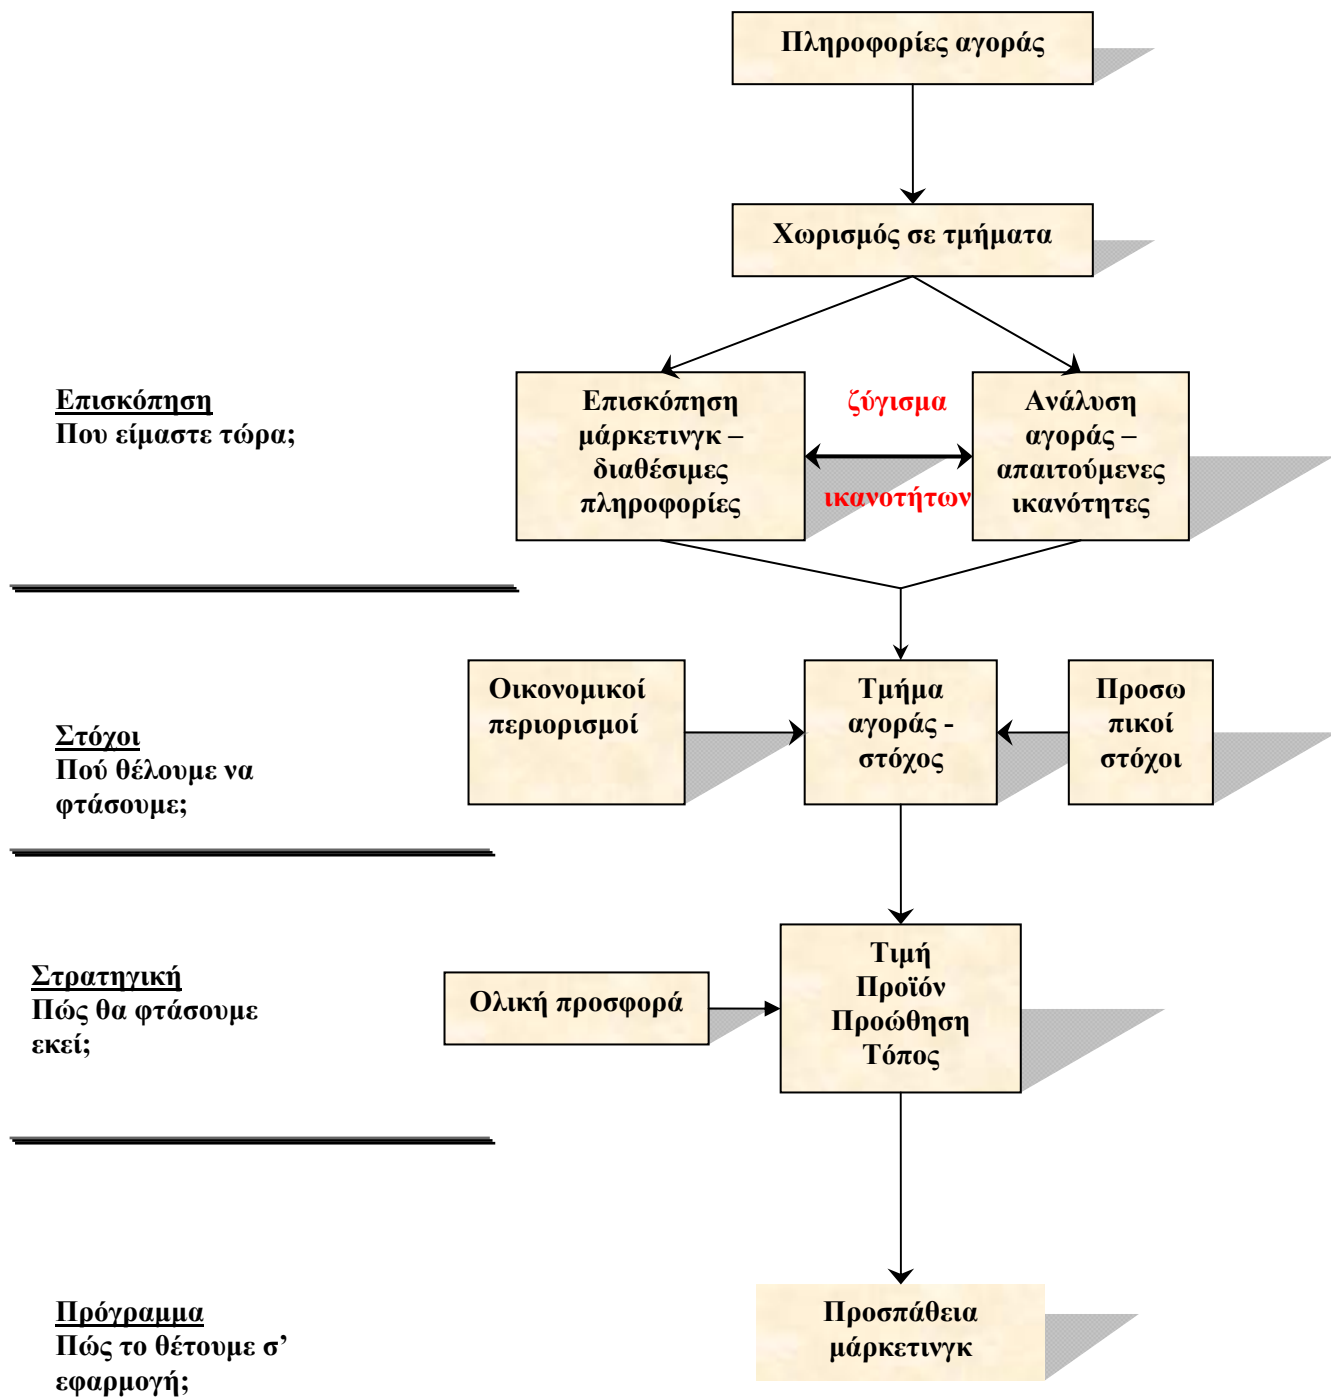 Πληροφορίες αγοράς
Χωρισμός σε τμήματα
Επισκόπηση
Που είμαστε τώρα;
Επισκόπηση
μάρκετινγκ –
διαθέσιμες
πληροφορίες
ζύγισμα
ικανοτήτων
Ανάλυση
αγοράς –
απαιτούμενες
ικανότητες
Στόχοι
Πού θέλουμε να
φτάσουμε;
Οικονομικοί
περιορισμοί
Τμήμα
αγοράς -
στόχος
Προσω
πικοί
στόχοι
Στρατηγική
Πώς θα φτάσουμε
εκεί;
Ολική προσφορά
Τιμή
Προϊόν
Προώθηση
Τόπος
Πρόγραμμα
Πώς το θέτουμε σ’
εφαρμογή;
Προσπάθεια
μάρκετινγκ